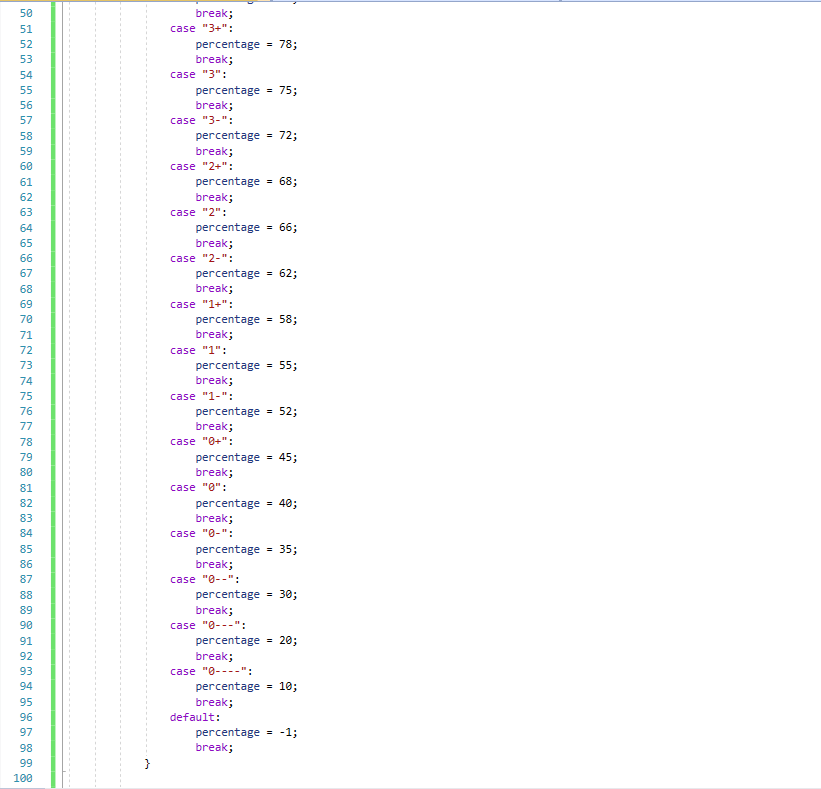 50 break;
51 case "3+":
52 percentage = 78;
53 break;
54 case "3":
55 percentage = 75;
56 break;
57 case "3-":
58 percentage = 72;
59 break;
60 case "2+":
61 percentage = 68;
62 break;
63 case "2":
64 percentage = 66;
65 break;
66 case "2-":
67 percentage = 62;
68 break;
69 case "1+":
70 percentage = 58;
71 break;
72 case "1":
73 percentage = 55;
74 break;
75 case "1-":
76 percentage = 52;
77 break;
78 case "0+":
79 percentage = 45;
80 break;
81 case "0":
82 percentage = 40;
83 break;
84 case "0-":
85 percentage = 35;
86 break;
87 case "0--":
88 percentage = 30;
89 break;
90 case "0---":
91 percentage = 20;
92 break;
93 case "0----":
94 percentage = 10;
95 break;
96 default:
97 percentage = -1;
98 break;
99 }
100